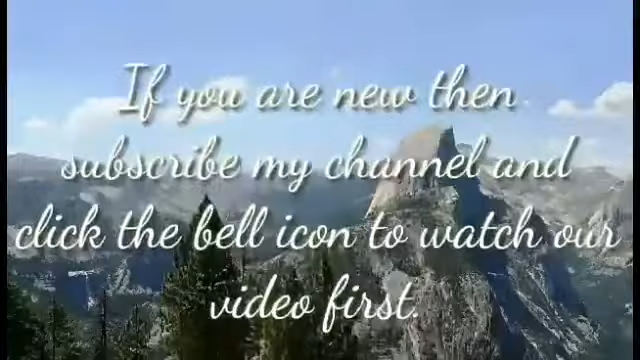 If you are new then
subscribe my channel and
click the bell icon to watch our
video first.